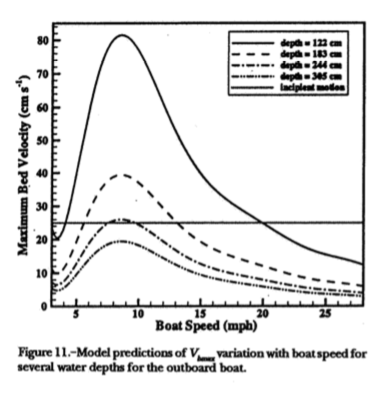 80
70
60
50
40
30
20
10
0
Maximum Bed Velocity (cm s-1)
depth = 122 cm
depth = 183 cm
depth = 244 cm
depth = 305 cm
incipient motion
5 10 15 20 25
Boat Speed (mph)
Figure 11.-Model predictions of V variation with boat speed for
several water depths for the outboard boat.